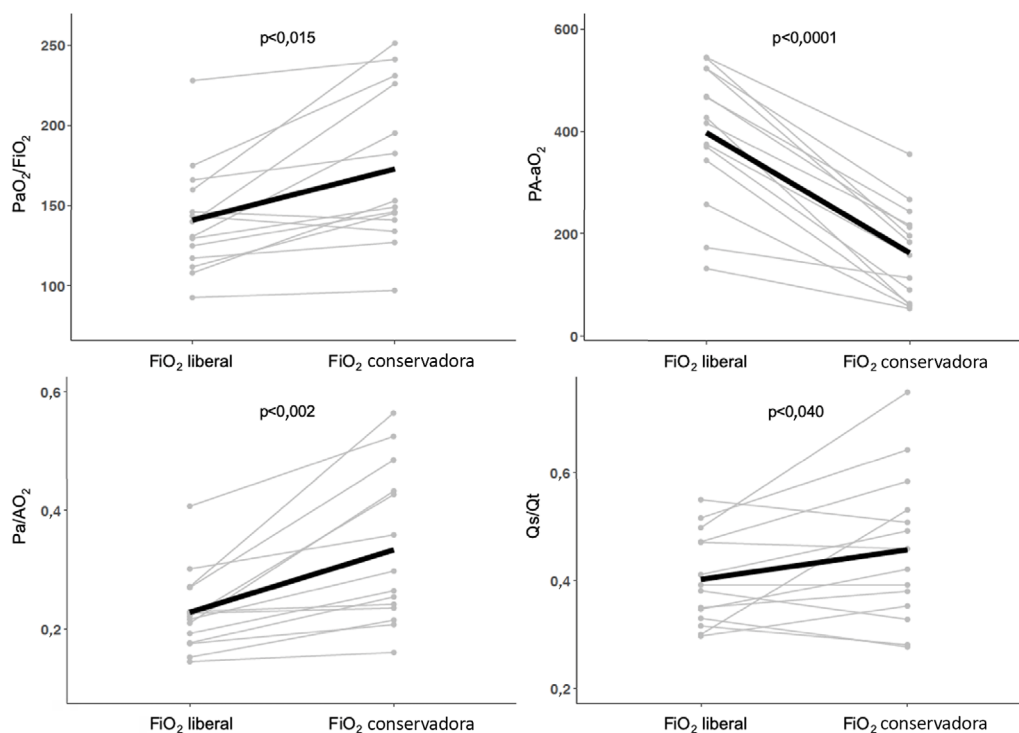 p<0,015
PaO₂/FiO₂
250
200
150
100
FiO₂ liberal
FiO₂ conservadora
p<0,0001
PA-aO₂
600
400
200
0
FiO₂ liberal
FiO₂ conservadora
p<0,002
Pa/AO₂
0,6
0,4
0,2
FiO₂ liberal
FiO₂ conservadora
p<0,040
Qs/Qt
0,6
0,4
0,2
FiO₂ liberal
FiO₂ conservadora